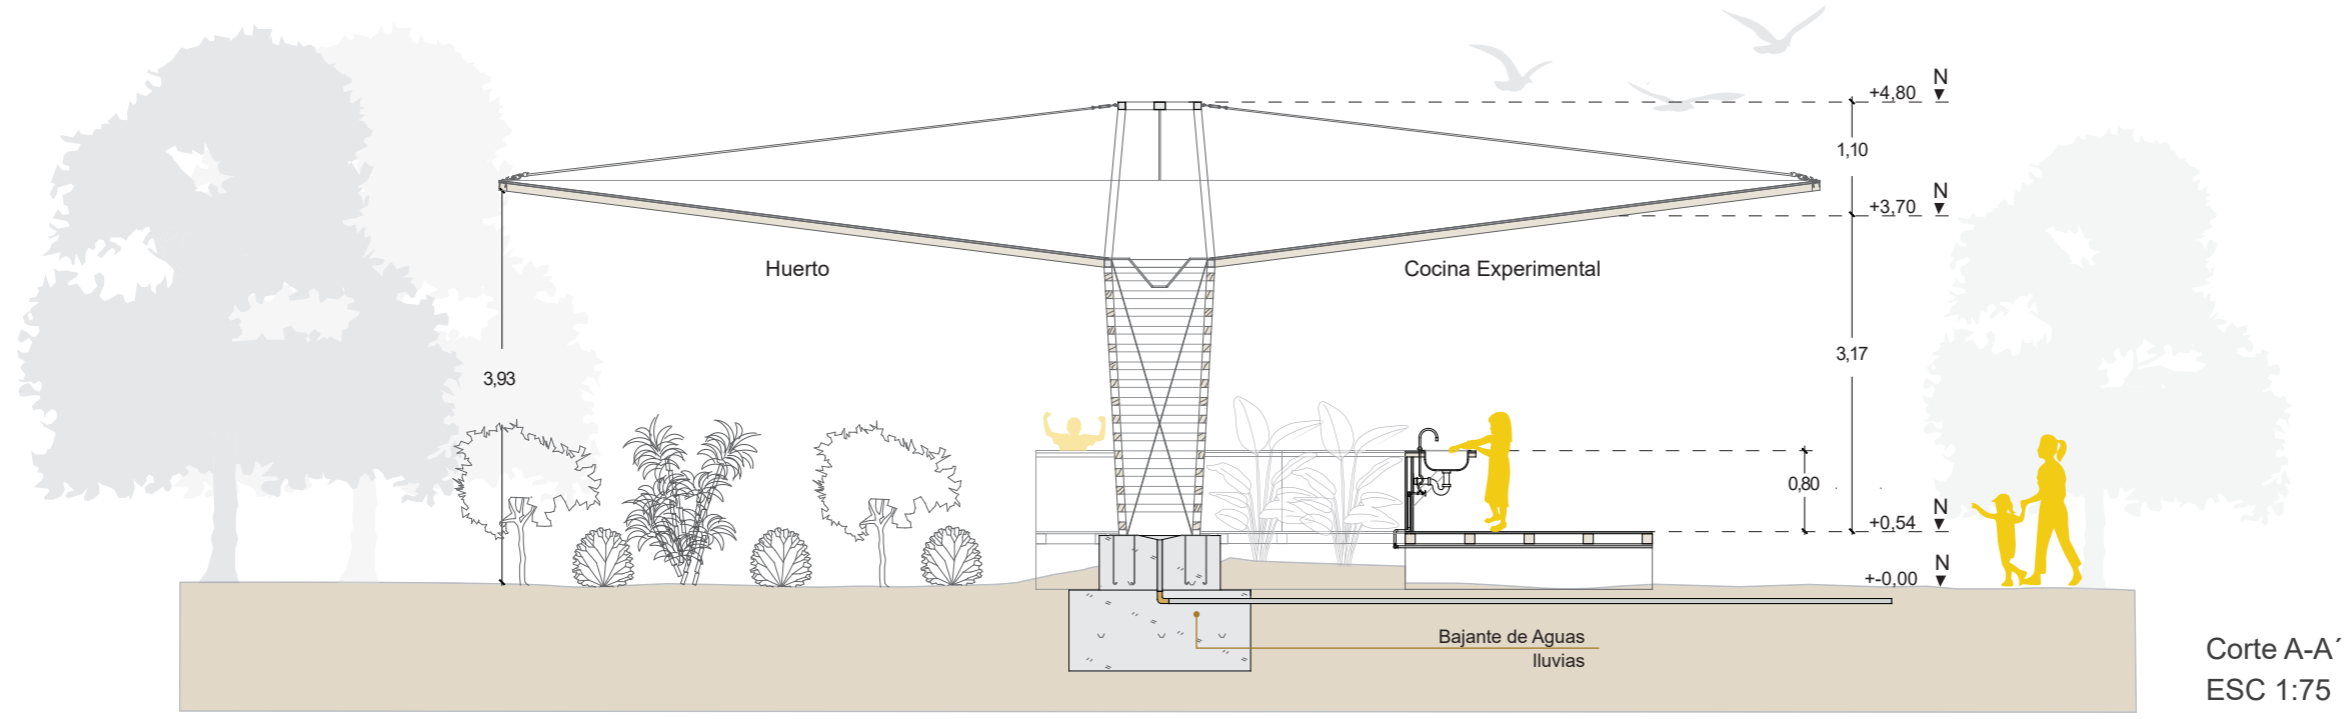 N
+4,80
1,10
N
+3,70
Huerto
Cocina Experimental
3,17
3,93
0,80
N
+0,54
N
+-0,00
Bajante de Aguas
lluvias
Corte A-A´
ESC 1:75